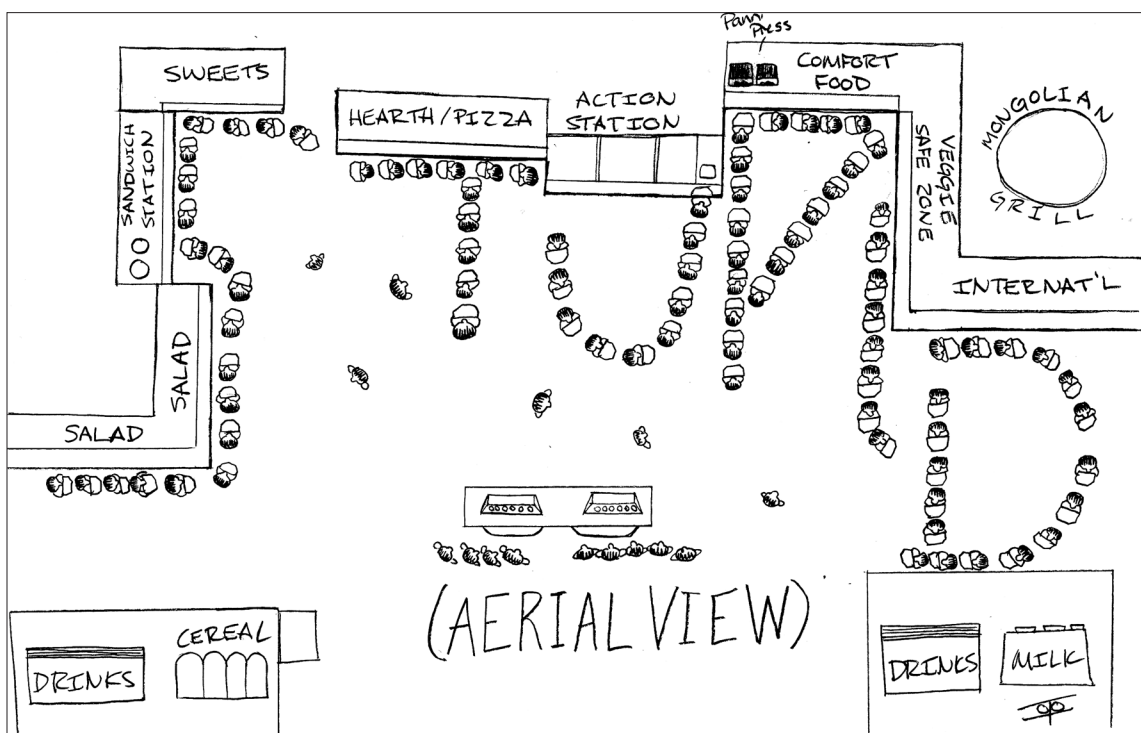 Panini
Press
SWEETS
COMFORT
FOOD
HEARTH/PIZZA
ACTION
STATION
SANDWICH
STATION
VEGGIE
SAFE ZONE
MONGOLIAN
GRILL
INTERNAT'L
SALAD
SALAD
(AERIAL VIEW)
CEREAL
DRINKS
DRINKS
MILK